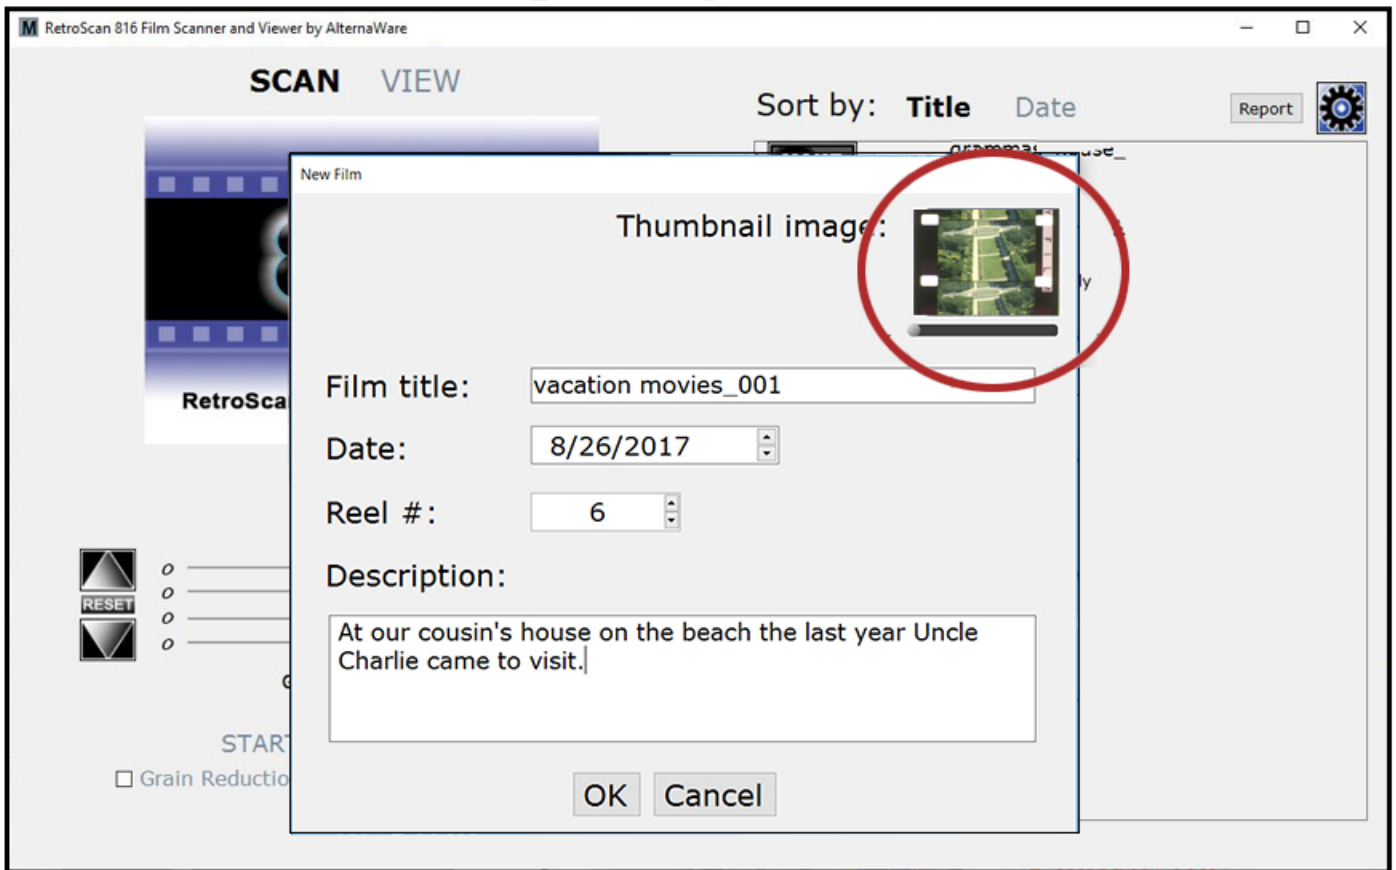 RetroScan 816 Film Scanner and Viewer by AlternaWare
SCAN VIEW
Sort by: Title Date
Report
New Film
Thumbnail image:
Film title: vacation movies_001
Date: 8/26/2017
Reel #: 6
Description:
At our cousin's house on the beach the last year Uncle
Charlie came to visit.
OK Cancel
RetroSca
RESET
STAR
Grain Reductio